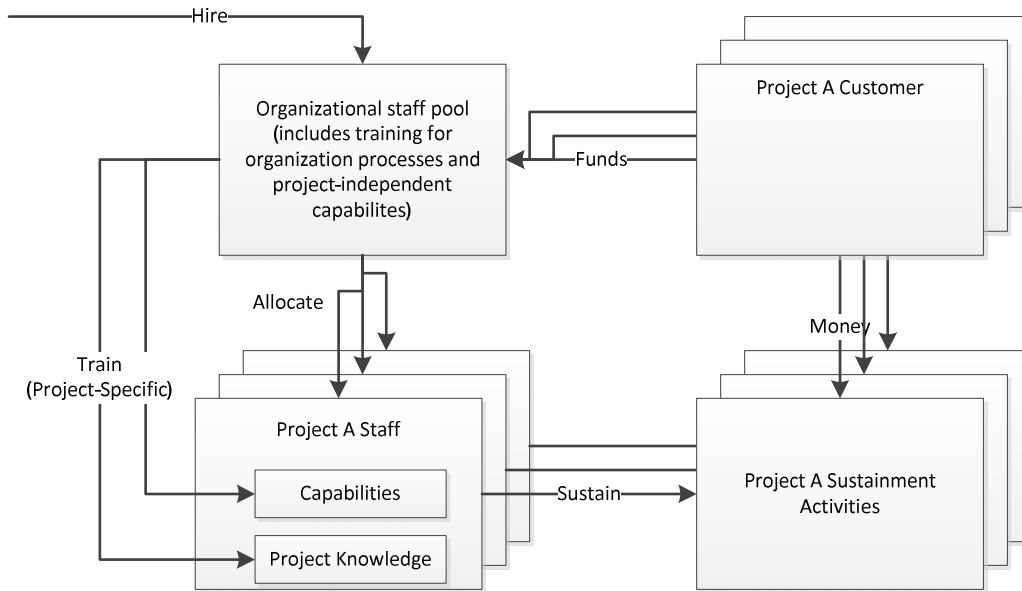 Hire
Organizational staff pool
(includes training for
organization processes and
project-independent
capabilites)
Project A Customer
Funds
Allocate
Money
Train
(Project-Specific)
Project A Staff
Capabilities
Project Knowledge
Sustain
Project A Sustainment
Activities